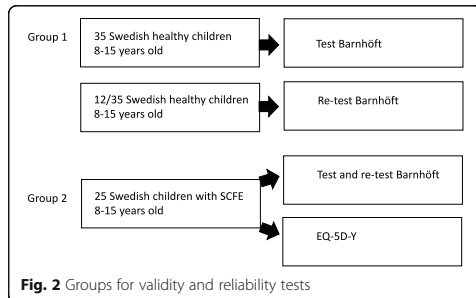 Group 1
35 Swedish healthy children
8-15 years old
Test Barnhöft
12/35 Swedish healthy children
8-15 years old
Re-test Barnhöft
Group 2
25 Swedish children with SCFE
8-15 years old
Test and re-test Barnhöft
EQ-5D-Y
Fig. 2 Groups for validity and reliability tests